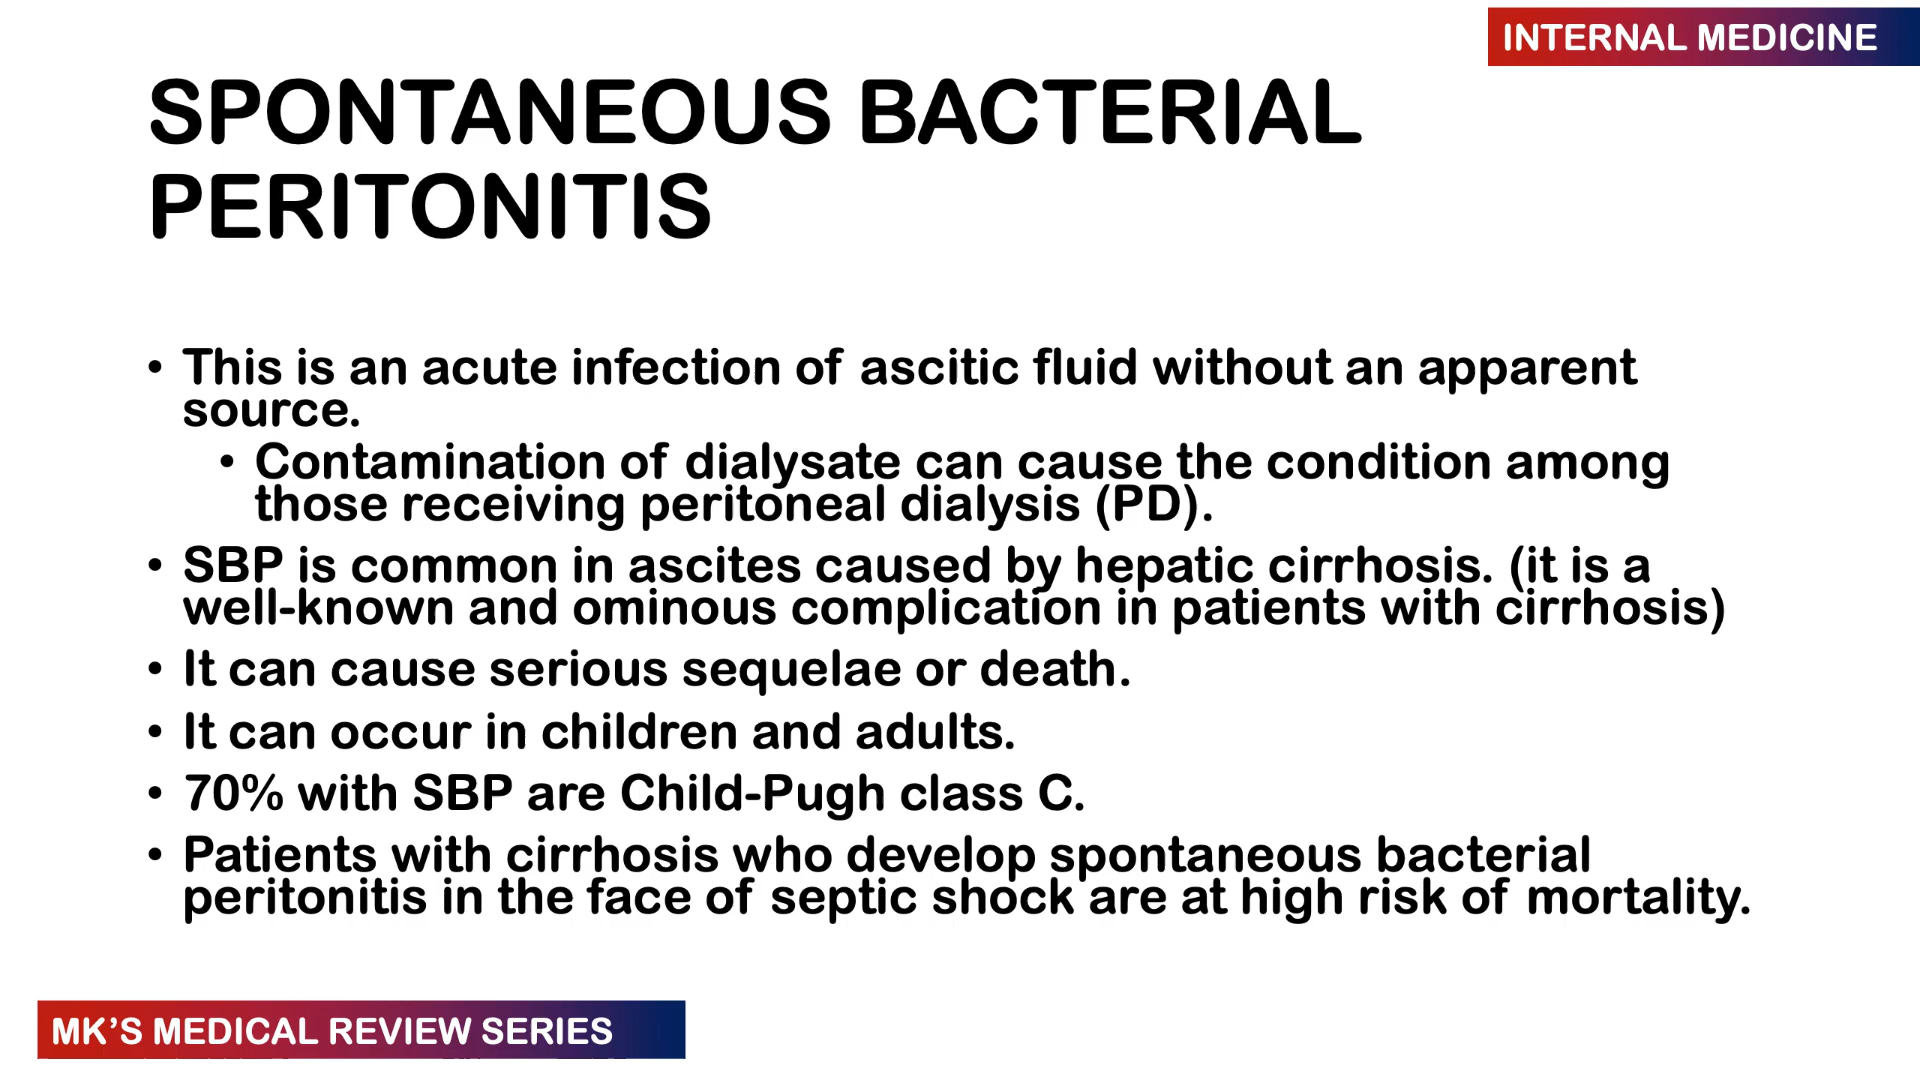 INTERNAL MEDICINE
SPONTANEOUS BACTERIAL
PERITONITIS
• This is an acute infection of ascitic fluid without an apparent
source.
• Contamination of dialysate can cause the condition among
those receiving peritoneal dialysis (PD).
• SBP is common in ascites caused by hepatic cirrhosis. (it is a
well-known and ominous complication in patients with cirrhosis)
• It can cause serious sequelae or death.
• It can occur in children and adults.
• 70% with SBP are Child-Pugh class C.
• Patients with cirrhosis who develop spontaneous bacterial
peritonitis in the face of septic shock are at high risk of mortality.
MK’S MEDICAL REVIEW SERIES